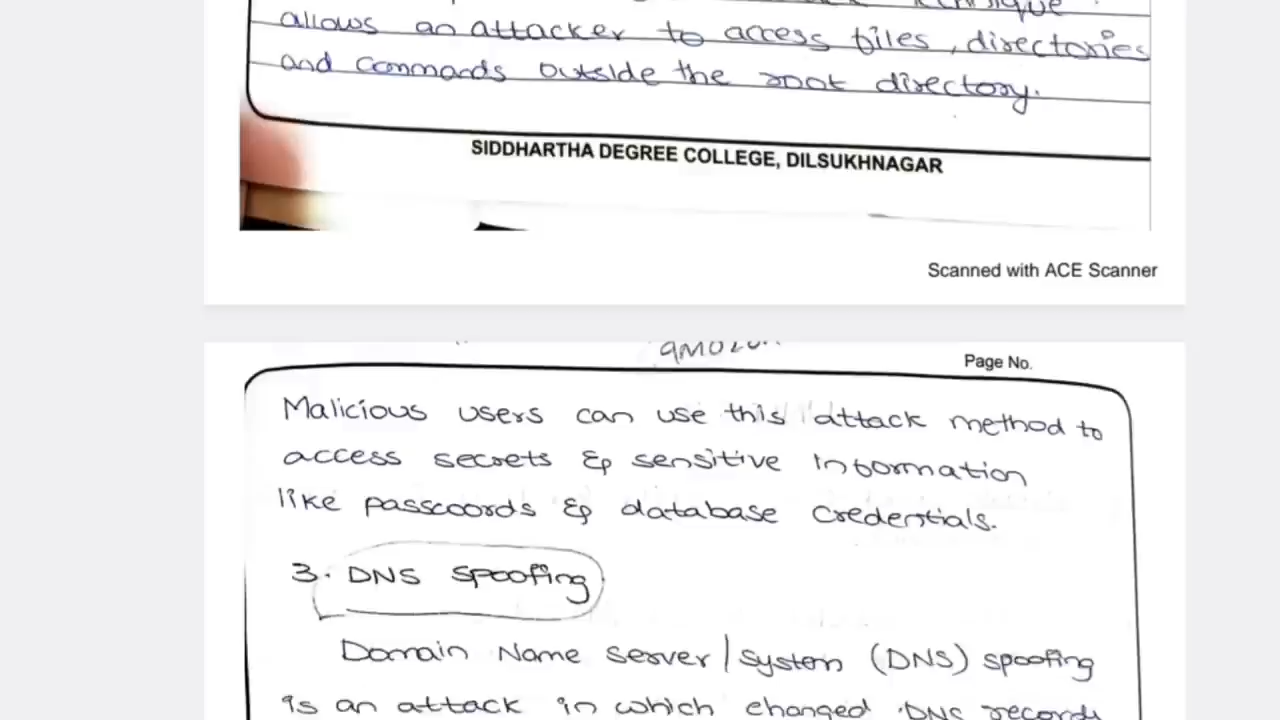 allows an attacker to access files, directories
and commands outside the root directory.
SIDDHARTHA DEGREE COLLEGE, DILSUKHNAGAR
Scanned with ACE Scanner
Page No.
Malicious users can use this attack method to
access secrets & sensitive information
like passwords & database credentials.
3. DNS spoofing
Domain Name server/system (DNS) spoofing
is an attack in which changed DNS records